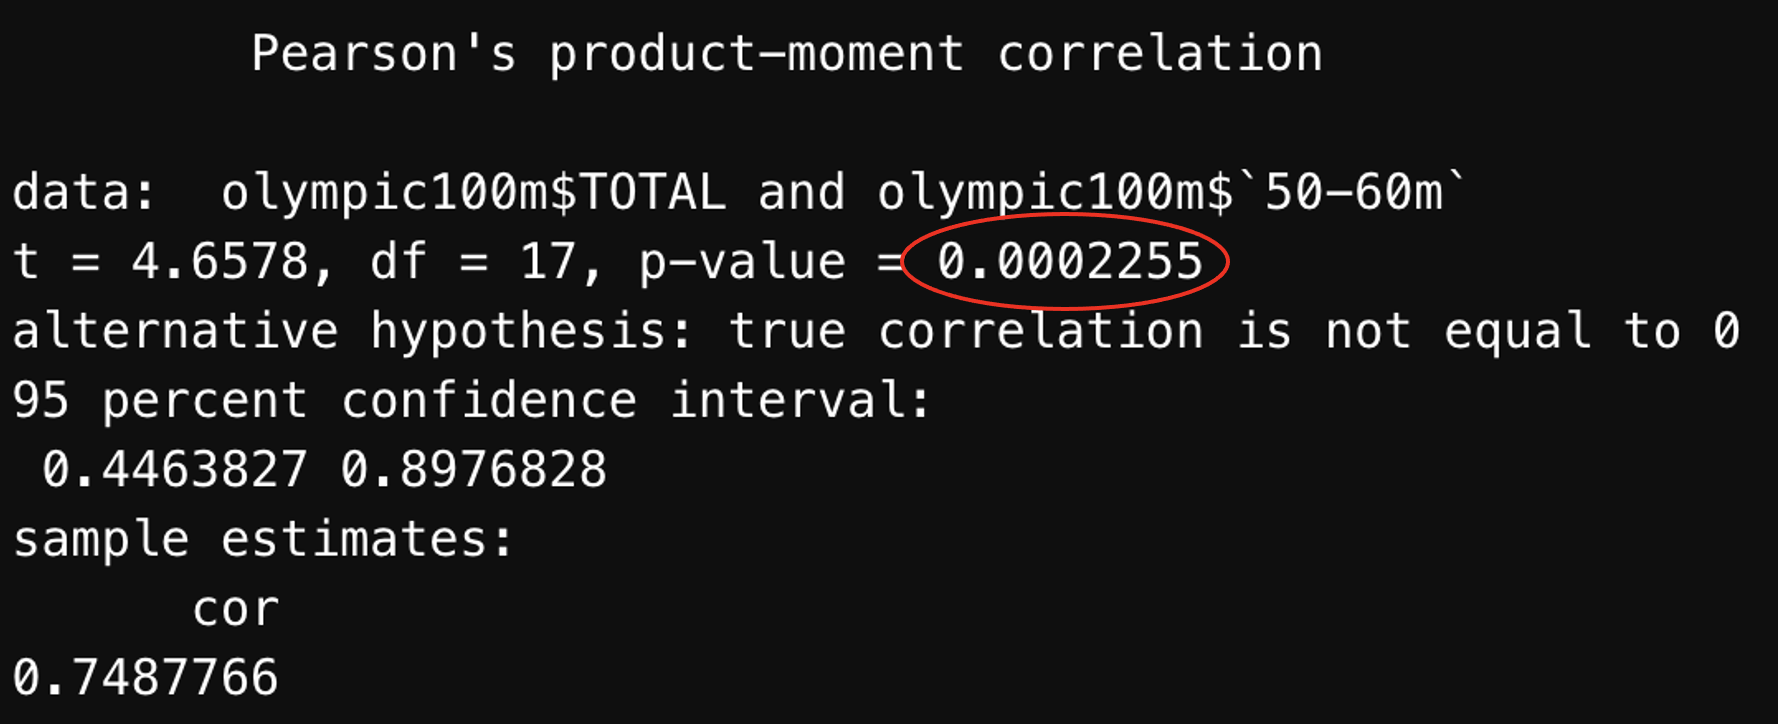 Pearson's product-moment correlation
data:  olympic100m$TOTAL and olympic100m$`50-60m`
t = 4.6578, df = 17, p-value = 0.0002255
alternative hypothesis: true correlation is not equal to 0
95 percent confidence interval:
 0.4463827 0.8976828
sample estimates:
cor
0.7487766